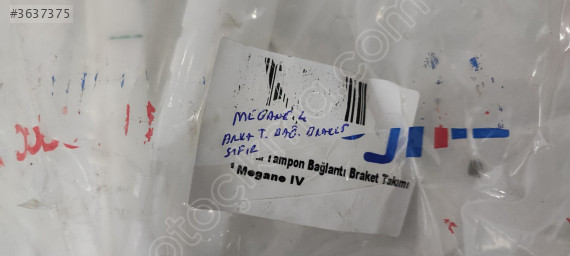 #3637375
MEGANE 4
ARKA T. BAĞ. BRAKET
SIFIR
Tampon Bağlantı Braket Takımı
Megane IV